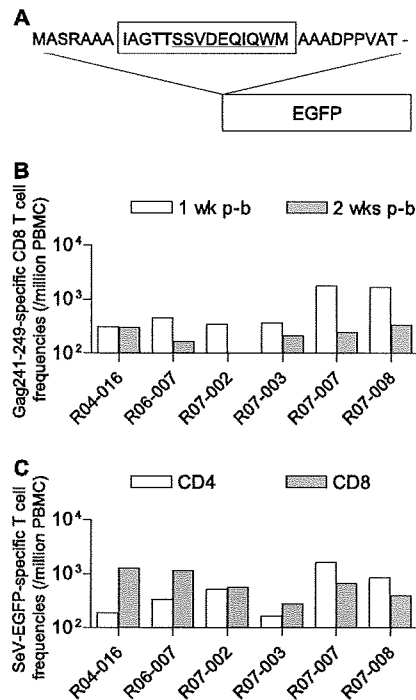 A
MASRAAA IAGTTSSVDEQIQWM AAADPPVAT -
EGFP
B
1 wk p-b 2 wks p-b
Gag241-249-specific CD8 T cell
frequencies (/million PBMC)
10⁴
10³
10²
R04-016 R06-007 R07-002 R07-003 R07-007 R07-008
C
CD4 CD8
SeV-EGFP-specific T cell
frequencies (/million PBMC)
10⁴
10³
10²
R04-016 R06-007 R07-002 R07-003 R07-007 R07-008